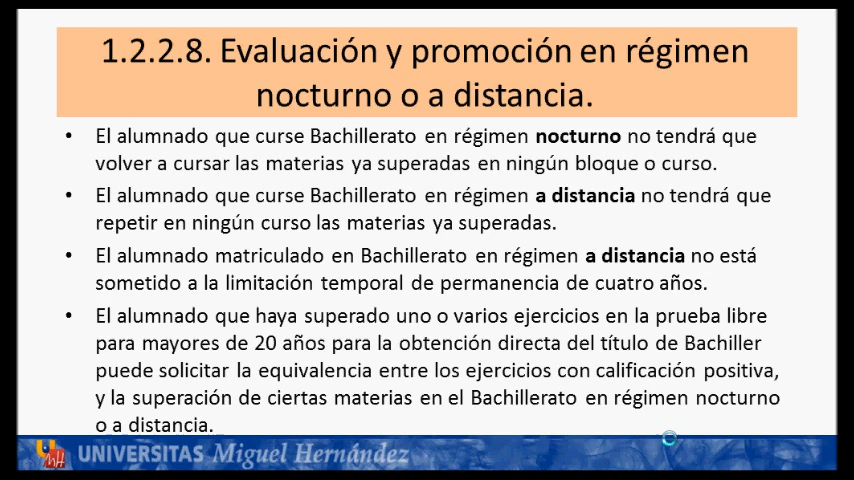 1.2.2.8. Evaluación y promoción en régimen
nocturno o a distancia.
• El alumnado que curse Bachillerato en régimen nocturno no tendrá que
volver a cursar las materias ya superadas en ningún bloque o curso.
• El alumnado que curse Bachillerato en régimen a distancia no tendrá que
repetir en ningún curso las materias ya superadas.
• El alumnado matriculado en Bachillerato en régimen a distancia no está
sometido a la limitación temporal de permanencia de cuatro años.
• El alumnado que haya superado uno o varios ejercicios en la prueba libre
para mayores de 20 años para la obtención directa del título de Bachiller
puede solicitar la equivalencia entre los ejercicios con calificación positiva,
y la superación de ciertas materias en el Bachillerato en régimen nocturno
o a distancia.
UNIVERSITAS Miguel Hernández